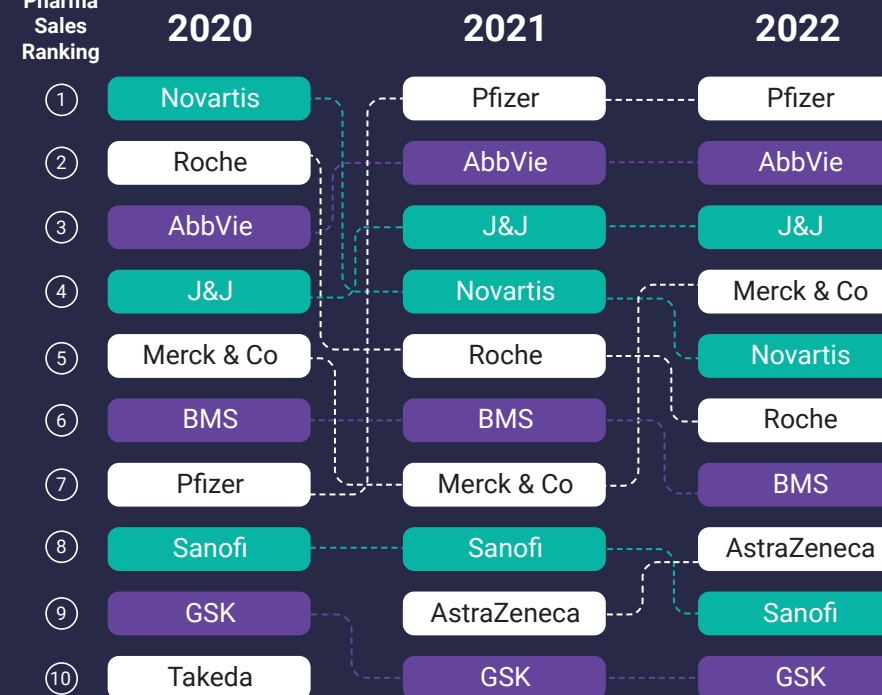 Pharma
Sales
Ranking
2020
2021
2022
1
Novartis
Pfizer
Pfizer
2
Roche
AbbVie
AbbVie
3
AbbVie
J&J
J&J
4
J&J
Novartis
Merck & Co
5
Merck & Co
Roche
Novartis
6
BMS
BMS
Roche
7
Pfizer
Merck & Co
BMS
8
Sanofi
Sanofi
AstraZeneca
9
GSK
AstraZeneca
Sanofi
10
Takeda
GSK
GSK